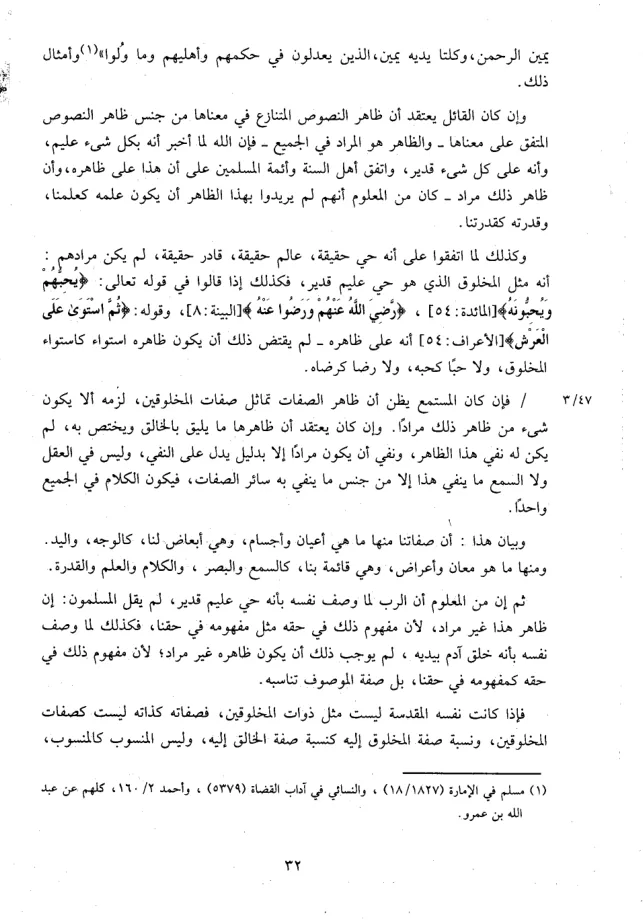 يمين الرحمن، وكلتا يديه يمين، الذين يعدلون في حكمهم وأهليهم وما وُلوا»(١) وأمثال
ذلك.
وإن كان القائل يعتقد أن ظاهر النصوص المتنازع في معناها من جنس ظاهر النصوص
المتفق على معناها ـ والظاهر هو المراد في الجميع ـ فإن الله لما أخبر أنه بكل شىء عليم،
وأنه على كل شىء قدير، واتفق أهل السنة وأئمة المسلمين على أن هذا على ظاهره، وأن
ظاهر ذلك مراد ـ كان من المعلوم أنهم لم يريدوا بهذا الظاهر أن يكون علمه كعلمنا،
وقدرته كقدرتنا.
وكذلك لما اتفقوا على أنه حي حقيقة، عالم حقيقة، قادر حقيقة، لم يكن مرادهم :
أنه مثل المخلوق الذي هو حي عليم قدير، فكذلك إذا قالوا في قوله تعالى: ﴿يُحِبُّهُمْ
وَيُحِبُّونَهُ﴾[المائدة: ٥٤] ، ﴿رَّضِيَ اللَّهُ عَنْهُمْ وَرَضُوا عَنْهُ﴾[البينة: ٨]، وقوله: ﴿ثُمَّ اسْتَوَىٰ عَلَى
الْعَرْشِ﴾[الأعراف: ٥٤] أنه على ظاهره ـ لم يقتض ذلك أن يكون ظاهره استواء كاستواء
المخلوق، ولا حبًا كحبه، ولا رضا كرضاه.
٣/٤٧ / فإن كان المستمع يظن أن ظاهر الصفات تماثل صفات المخلوقين، لزمه ألا يكون
شىء من ظاهر ذلك مرادًا. وإن كان يعتقد أن ظاهرها ما يليق بالخالق ويختص به، لم
يكن له نفي هذا الظاهر، ونفي أن يكون مرادًا إلا بدليل يدل على النفي، وليس في العقل
ولا السمع ما ينفي هذا إلا من جنس ما ينفي به سائر الصفات، فيكون الكلام في الجميع
واحدًا.
وبيان هذا : أن صفاتنا منها ما هي أعيان وأجسام، وهي أبعاض لنا، كالوجه، واليد.
ومنها ما هو معان وأعراض، وهي قائمة بنا، كالسمع والبصر ، والكلام والعلم والقدرة.
ثم إن من المعلوم أن الرب لما وصف نفسه بأنه حي عليم قدير، لم يقل المسلمون: إن
ظاهر هذا غير مراد، لأن مفهوم ذلك في حقه مثل مفهومه في حقنا، فكذلك لما وصف
نفسه بأنه خلق آدم بيديه ، لم يوجب ذلك أن يكون ظاهره غير مراد؛ لأن مفهوم ذلك في
حقه كمفهومه في حقنا، بل صفة الموصوف تناسبه.
فإذا كانت نفسه المقدسة ليست مثل ذوات المخلوقين، فصفاته كذاته ليست كصفات
المخلوقين، ونسبة صفة المخلوق إليه كنسبة صفة الخالق إليه، وليس المنسوب كالمنسوب،
(١) مسلم في الإمارة (١٨/١٨٢٧) ، والنسائي في آداب القضاة (٥٣٧٩) ، وأحمد ٢/ ١٦٠، كلهم عن عبد
الله بن عمرو.
٣٢